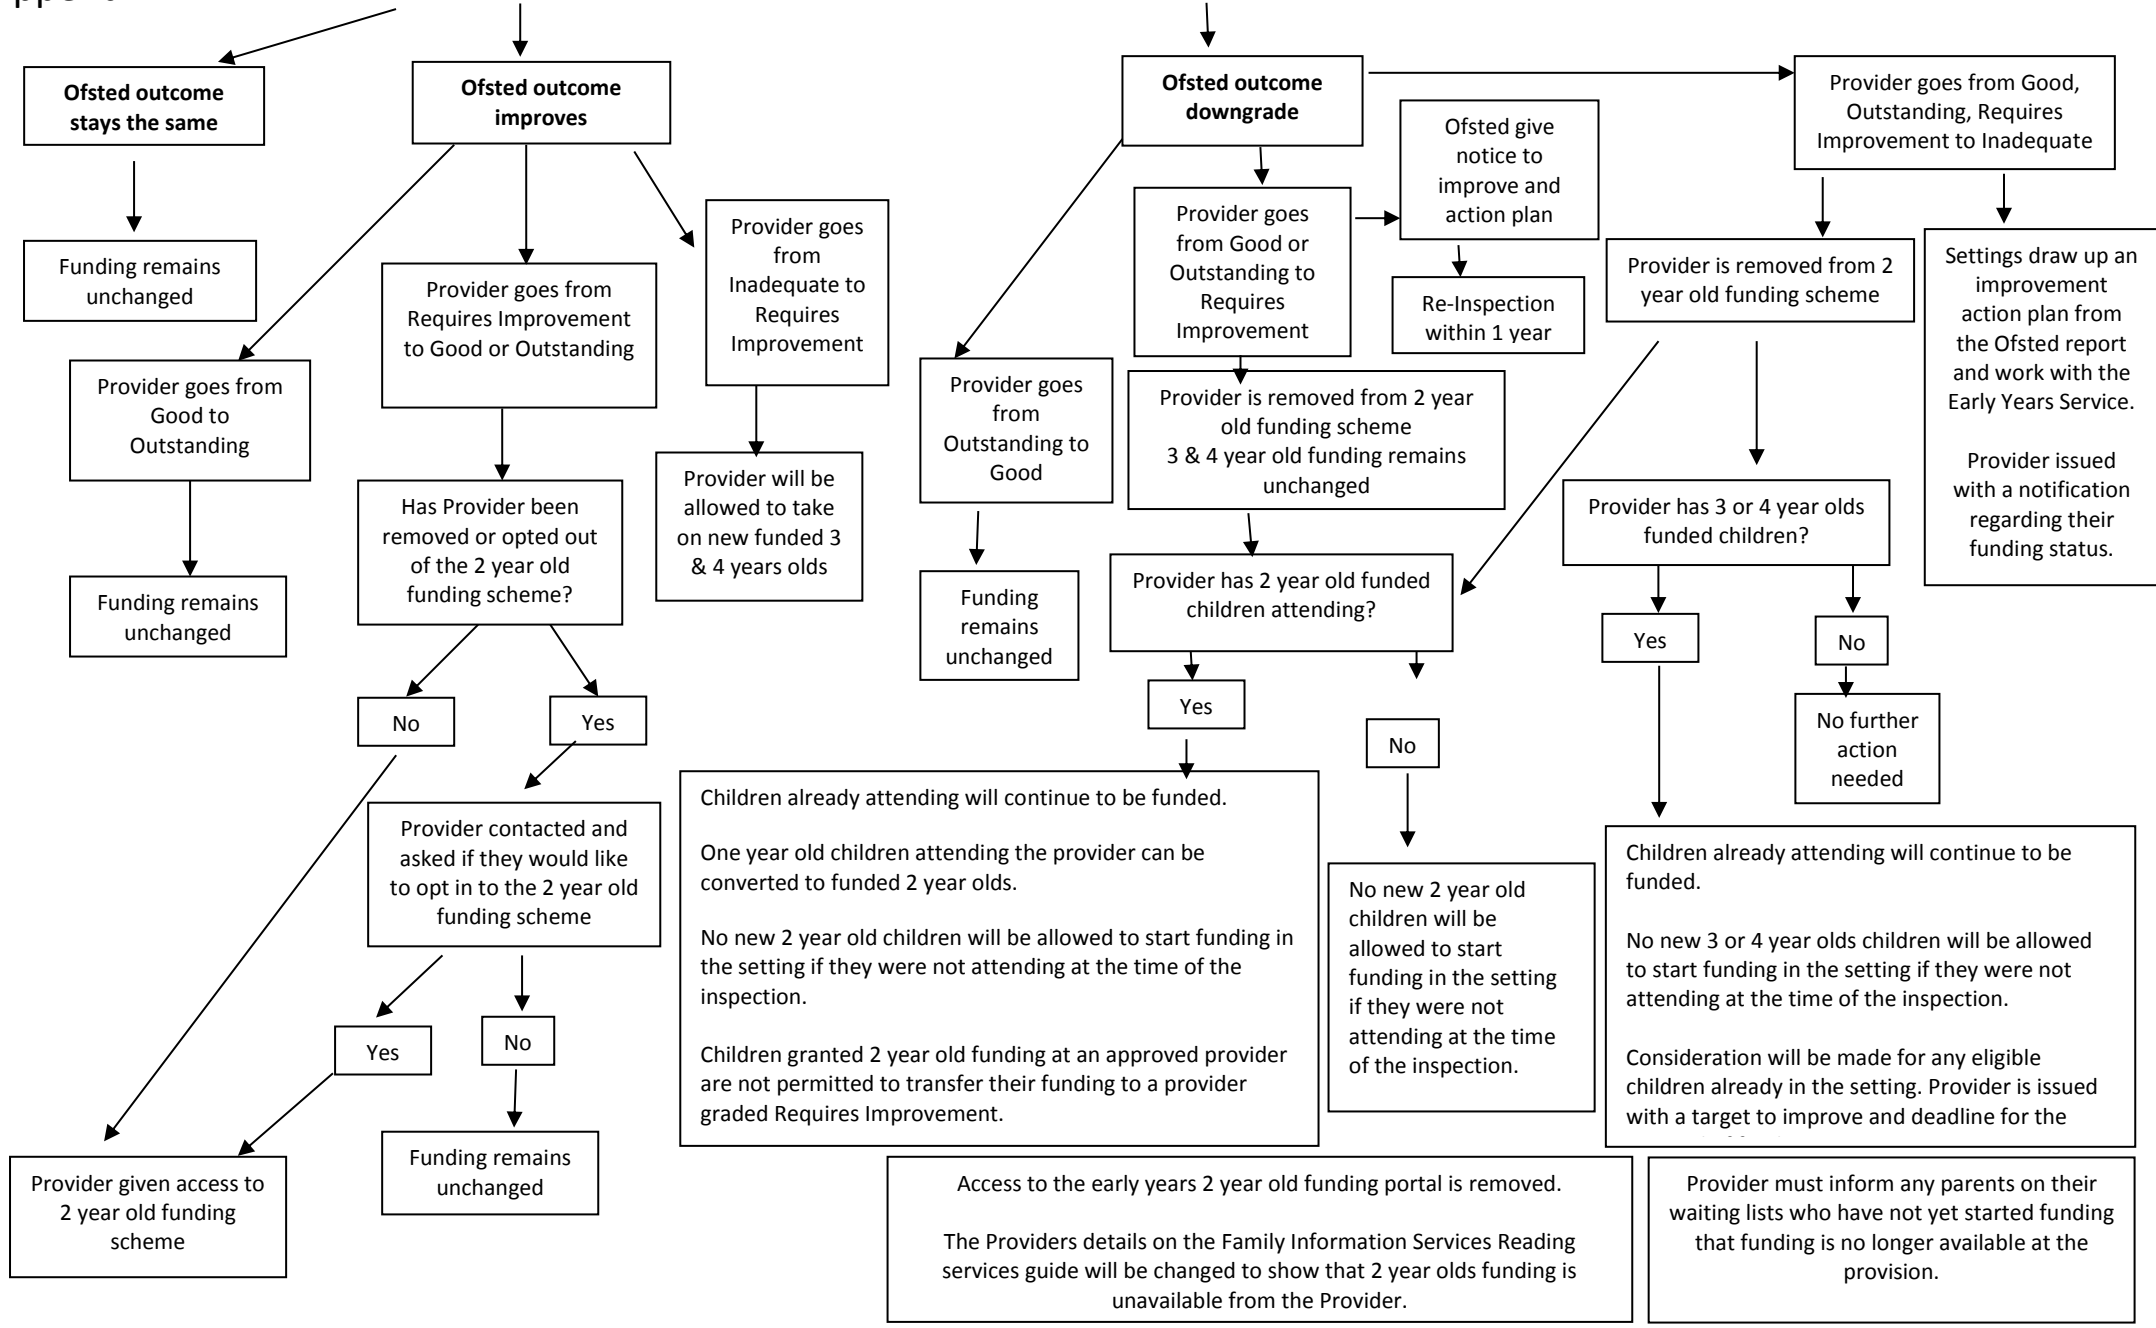 Ofsted outcome
stays the same
Funding remains
unchanged
Ofsted outcome
improves
Provider goes from
Good to
Outstanding
Funding remains
unchanged
Provider goes from
Requires Improvement
to Good or Outstanding
Has Provider been
removed or opted out
of the 2 year old
funding scheme?
No
Yes
Provider contacted and
asked if they would like
to opt in to the 2 year old
funding scheme
Yes
No
Provider given access to
2 year old funding
scheme
Funding remains
unchanged
Provider goes
from
Inadequate to
Requires
Improvement
Provider will be
allowed to take
on new funded 3
& 4 years olds
Ofsted outcome
downgrade
Provider goes
from
Outstanding to
Good
Funding
remains
unchanged
Provider goes
from Good or
Outstanding to
Requires
Improvement
Ofsted give
notice to
improve and
action plan
Re-Inspection
within 1 year
Provider is removed from 2 year
old funding scheme
3 & 4 year old funding remains
unchanged
Provider has 2 year old funded
children attending?
Yes
No
Children already attending will continue to be funded.
One year old children attending the provider can be
converted to funded 2 year olds.
No new 2 year old children will be allowed to start funding in
the setting if they were not attending at the time of the
inspection.
Children granted 2 year old funding at an approved provider
are not permitted to transfer their funding to a provider
graded Requires Improvement.
No new 2 year old
children will be
allowed to start
funding in the setting
if they were not
attending at the time
of the inspection.
Provider goes from Good,
Outstanding, Requires
Improvement to Inadequate
Provider is removed from 2
year old funding scheme
Settings draw up an
improvement
action plan from
the Ofsted report
and work with the
Early Years Service.
Provider issued
with a notification
regarding their
funding status.
Provider has 3 or 4 year olds
funded children?
Yes
No
No further
action
needed
Children already attending will continue to be
funded.
No new 3 or 4 year olds children will be allowed
to start funding in the setting if they were not
attending at the time of the inspection.
Consideration will be made for any eligible
children already in the setting. Provider is issued
with a target to improve and deadline for the
Access to the early years 2 year old funding portal is removed.
The Providers details on the Family Information Services Reading
services guide will be changed to show that 2 year olds funding is
unavailable from the Provider.
Provider must inform any parents on their
waiting lists who have not yet started funding
that funding is no longer available at the
provision.